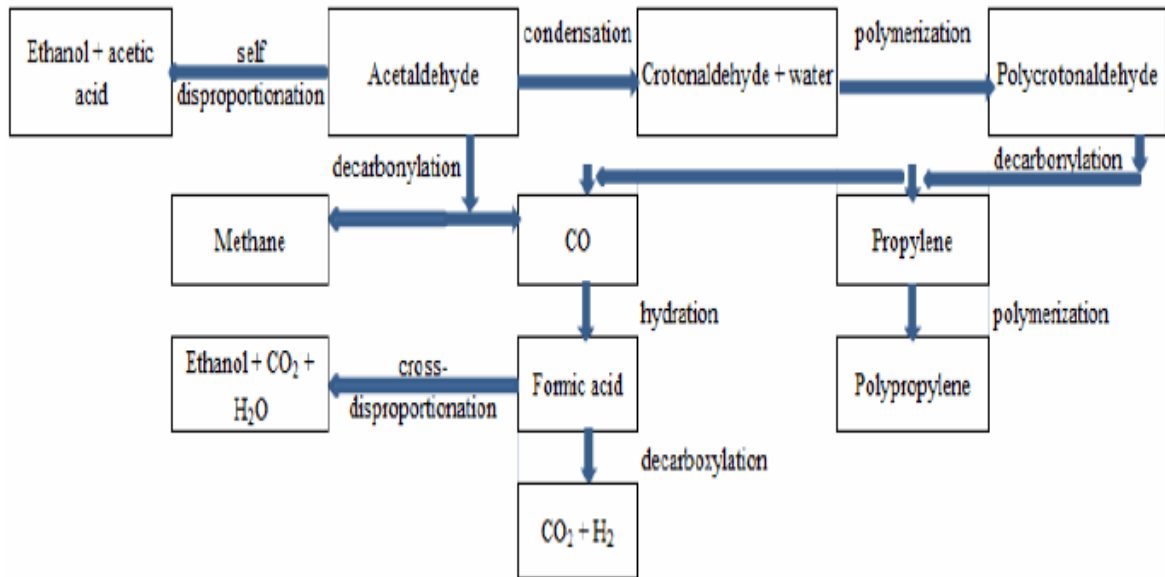 Ethanol + acetic
acid
self
disproportionation
Acetaldehyde
condensation
Crotonaldehyde + water
polymerization
Polycrotonaldehyde
decarbonylation
decarbonylation
Methane
CO
Propylene
hydration
polymerization
Ethanol + CO₂ +
H₂O
cross-
disproportionation
Formic acid
Polypropylene
decarboxylation
CO₂ + H₂